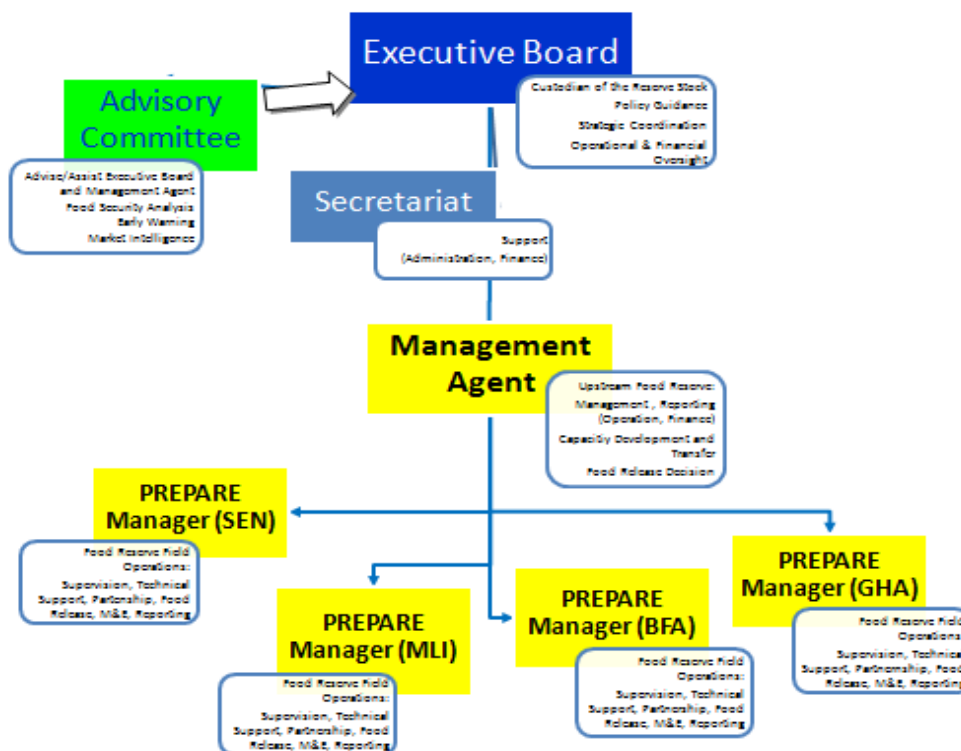 Executive Board
Custodian of the Reserve Stock
Policy Guidance
Strategic Coordination
Operational & Financial
Oversight
Advisory
Committee
Advise/Assist Executive Board
and Management Agent
Food Security Analysis
Early Warning
Market Intelligence
Secretariat
Support
(Administration, Finance)
Management
Agent
Upstream Food Reserve:
Management , Reporting
(Operation, Finance)
Capacitiy Development and
Transfer
Food Release Decision
PREPARE
Manager (SEN)
Food Reserve Field
Operations:
Supervision, Technical
Support, Partenship, Food
Release, M&E, Reporting
PREPARE
Manager (MLI)
Food Reserve Field
Operations:
Supervision, Technical
Support, Partenship, Food
Release, M&E, Reporting
PREPARE
Manager (BFA)
Food Reserve Field
Operations:
Supervision, Technical
Support, Partnership, Food
Release, M&E, Reporting
PREPARE
Manager (GHA)
Food Reserve Field
Operations:
Supervision, Technical
Support, Partnernship, Food
Release, M&E, Reporting